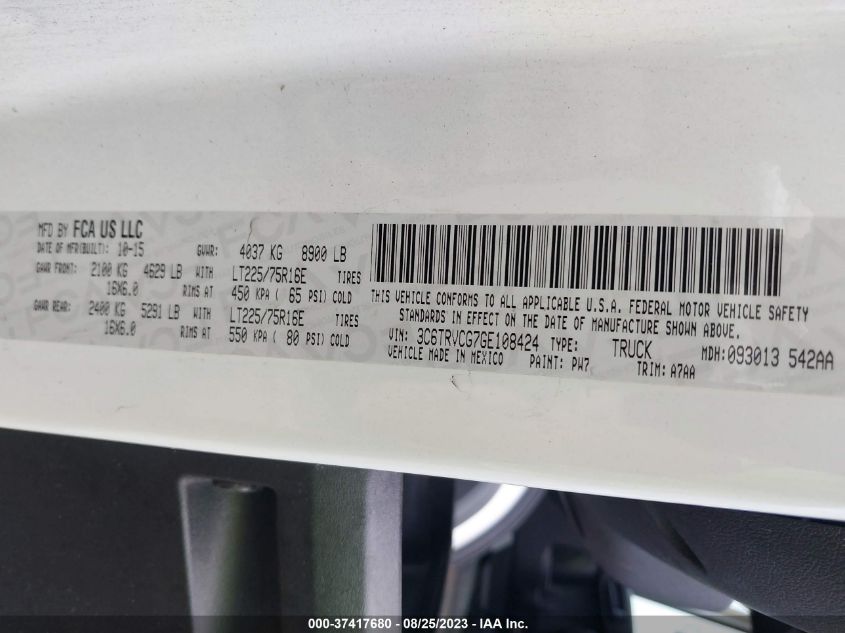 MFD BY FCA US LLC
DATE OF MFR(BUILT): 10-15 GVWR: 4037 KG 8900 LB
GAWR FRONT: 2100 KG 4629 LB WITH LT225/75R16E TIRES
16X6.0 RIMS AT 450 KPA ( 65 PSI) COLD
GAWR REAR: 2400 KG 5291 LB WITH LT225/75R16E TIRES
16X6.0 RIMS AT 550 KPA ( 80 PSI) COLD
THIS VEHICLE CONFORMS TO ALL APPLICABLE U.S.A. FEDERAL MOTOR VEHICLE SAFETY
STANDARDS IN EFFECT ON THE DATE OF MANUFACTURE SHOWN ABOVE.
VIN: 3C6TRVCG7GE108424 TYPE: TRUCK MDH: 093013 542AA
VEHICLE MADE IN MEXICO PAINT: PW7 TRIM: A7AA
000-37417680 - 08/25/2023 - IAA Inc.